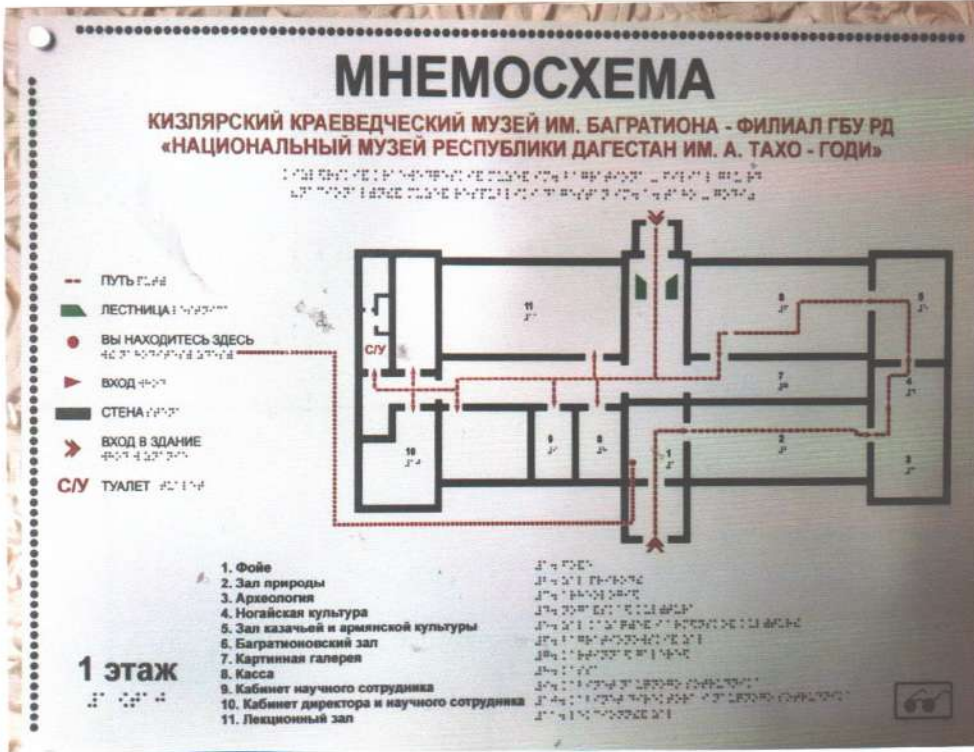 МНЕМОСХЕМА
КИЗЛЯРСКИЙ КРАЕВЕДЧЕСКИЙ МУЗЕЙ ИМ. БАГРАТИОНА - ФИЛИАЛ ГБУ РД
«НАЦИОНАЛЬНЫЙ МУЗЕЙ РЕСПУБЛИКИ ДАГЕСТАН ИМ. А. ТАХО - ГОДИ»
ПУТЬ
ЛЕСТНИЦА
ВЫ НАХОДИТЕСЬ ЗДЕСЬ
ВХОД
СТЕНА
ВХОД В ЗДАНИЕ
С/У ТУАЛЕТ
С/У
11
5
7
4
10
9
1
2
3
1. Фойе
2. Зал природы
3. Археология
4. Ногайская культура
5. Зал казачьей и армянской культуры
6. Багратионовский зал
7. Картинная галерея
8. Касса
9. Кабинет научного сотрудника
10. Кабинет директора и научного сотрудника
11. Лекционный зал
1 этаж